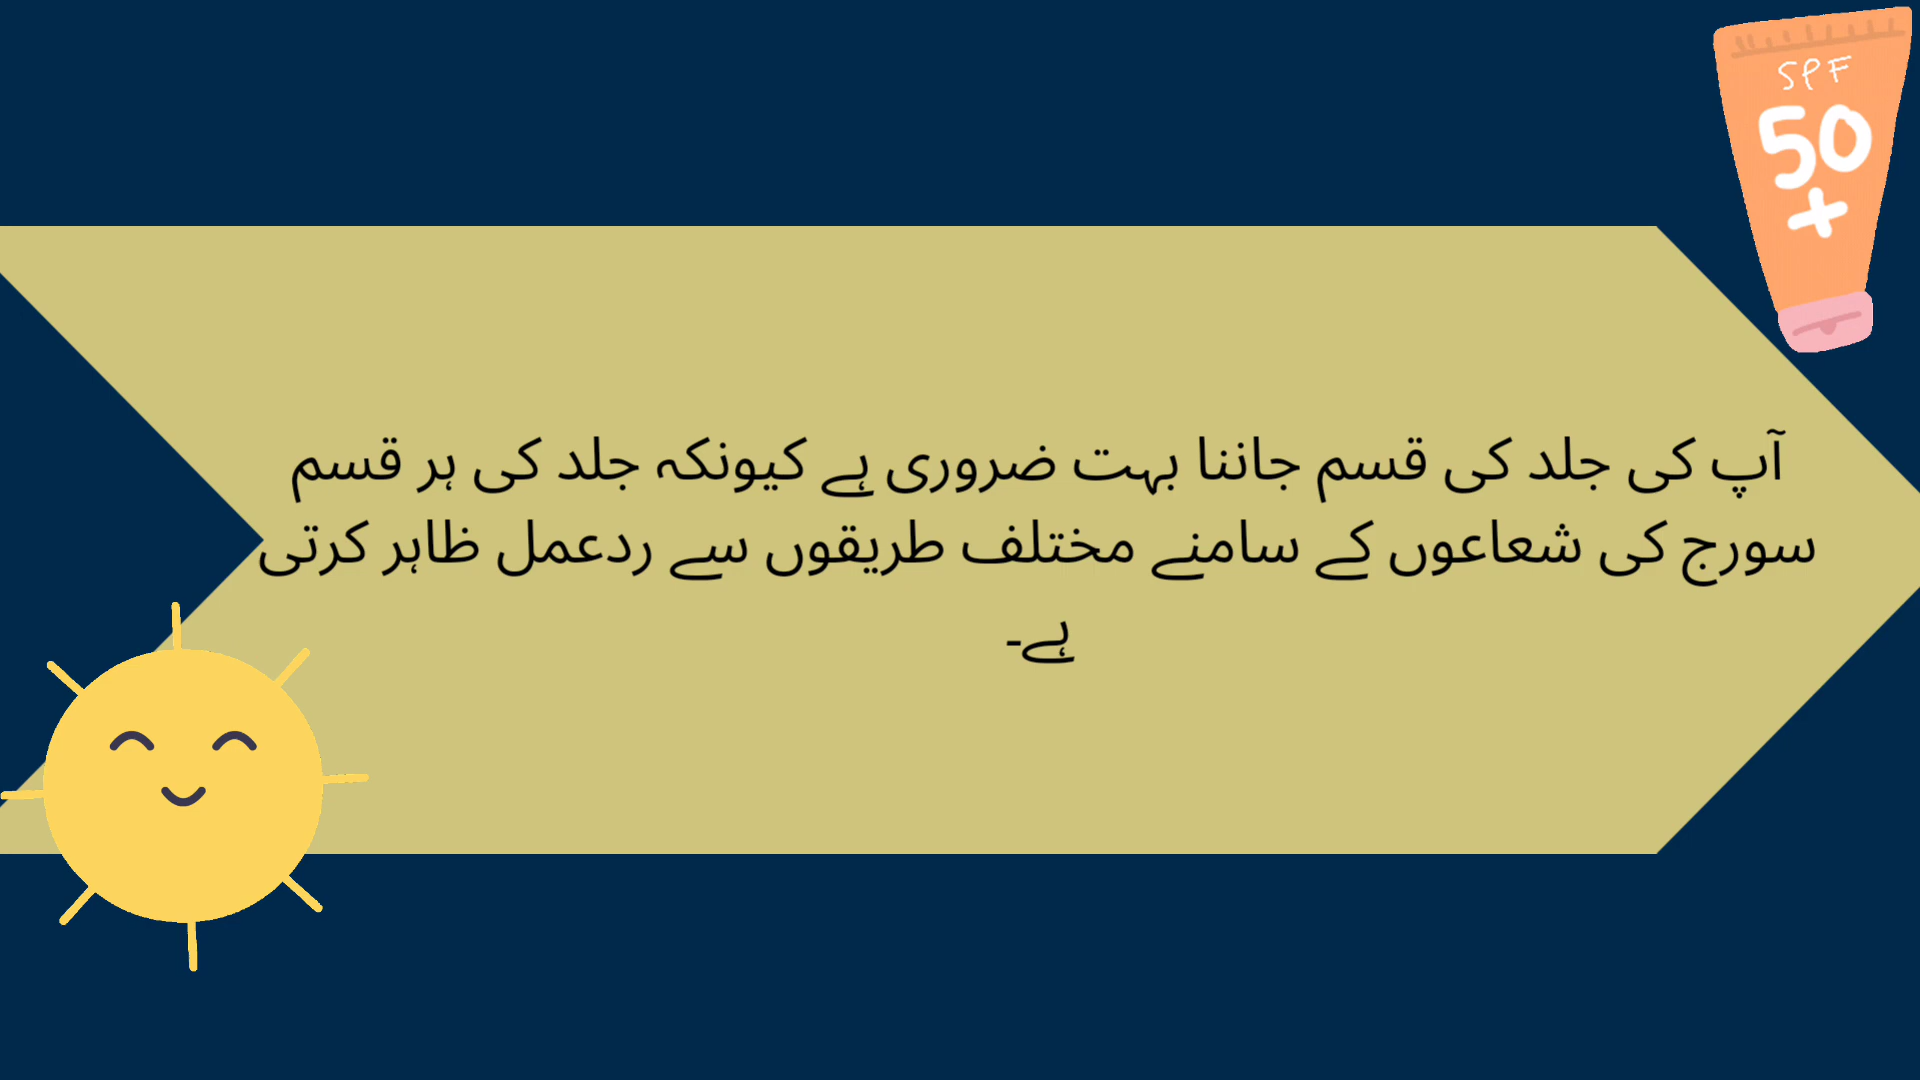 SPF
50
+
آپ کی جلد کی قسم جاننا بہت ضروری ہے کیونکہ جلد کی ہر قسم
سورج کی شعاعوں کے سامنے مختلف طریقوں سے ردعمل ظاہر کرتی
ہے۔